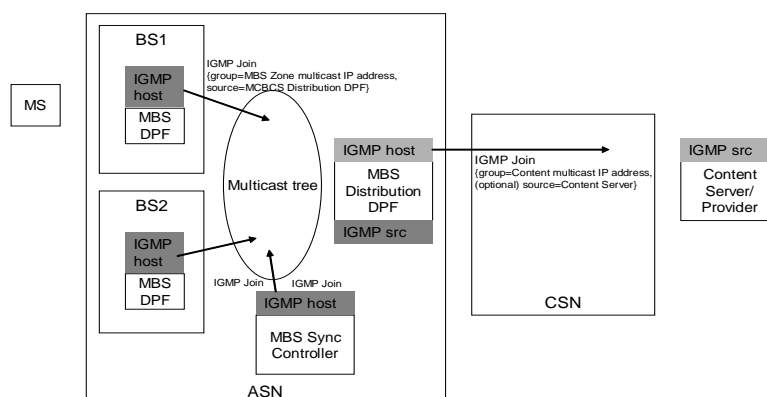 BS1
IGMP Join
{group=MBS Zone multicast IP address,
source=MCBCS Distribution DPF}
MS
IGMP
host
MBS
DPF
Multicast tree
IGMP host
MBS
Distribution
DPF
IGMP src
IGMP Join
{group=Content multicast IP address,
(optional) source=Content Server}
IGMP src
Content
Server/
Provider
BS2
IGMP
host
MBS
DPF
IGMP Join
IGMP Join
IGMP host
MBS Sync
Controller
CSN
ASN